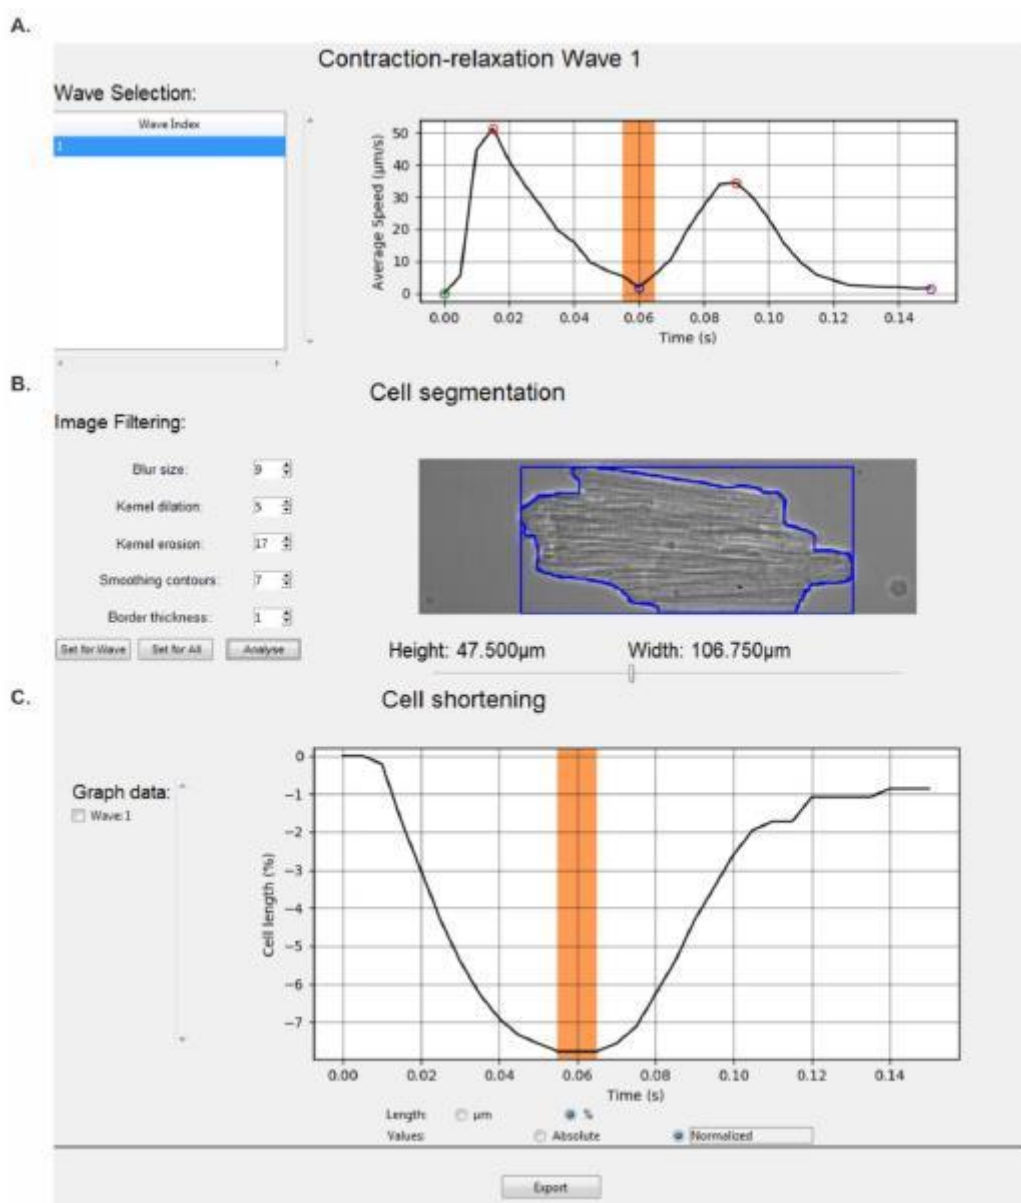 A.
Contraction-relaxation Wave 1
Wave Selection:
Wave Index
1
Average Speed (µm/s)
50
40
30
20
10
0
0.00 0.02 0.04 0.06 0.08 0.10 0.12 0.14
Time (s)
B.
Cell segmentation
Image Filtering:
Blur size: 9
Kernel dilation: 5
Kernel erosion: 17
Smoothing contours: 7
Border thickness: 1
Set for Wave Set for All Analyse
Height: 47.500µm Width: 106.750µm
C.
Cell shortening
Graph data:
Wave:1
Cell length (%)
0
−1
−2
−3
−4
−5
−6
−7
0.00 0.02 0.04 0.06 0.08 0.10 0.12 0.14
Time (s)
Length: µm %
Values: Absolute Normalized
Export